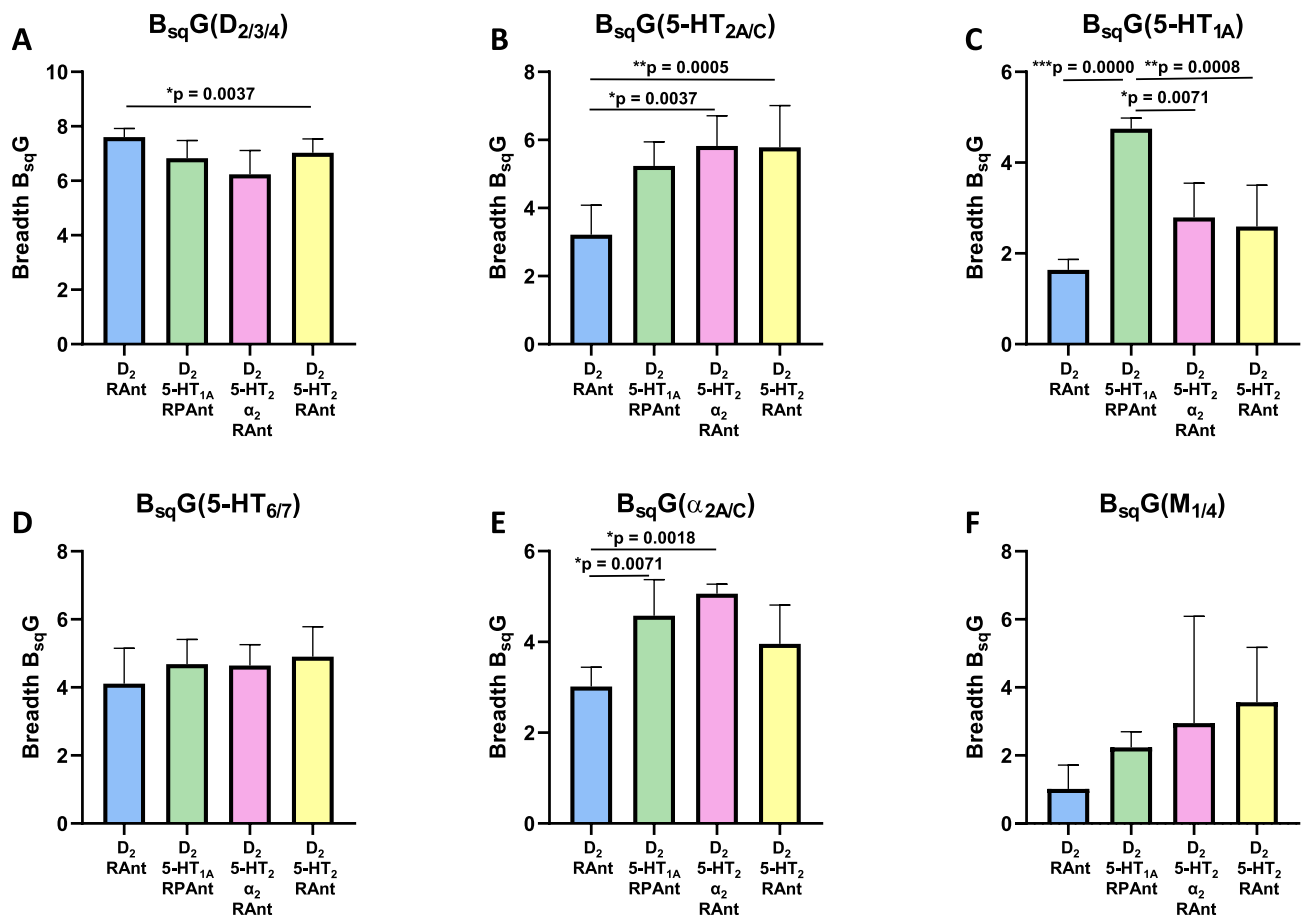 A
BsqG(D2/3/4)
*p = 0.0037
Breadth BsqG
10
8
6
4
2
0
D2 D2 D2 D2
RAnt 5-HT1A 5-HT2 5-HT2
RPAnt α2 RAnt
RAnt
B
BsqG(5-HT2A/C)
**p = 0.0005
*p = 0.0037
Breadth BsqG
8
6
4
2
0
D2 D2 D2 D2
RAnt 5-HT1A 5-HT2 5-HT2
RPAnt α2 RAnt
RAnt
C
BsqG(5-HT1A)
***p = 0.0000 **p = 0.0008
*p = 0.0071
Breadth BsqG
6
4
2
0
D2 D2 D2 D2
RAnt 5-HT1A 5-HT2 5-HT2
RPAnt α2 RAnt
RAnt
D
BsqG(5-HT6/7)
Breadth BsqG
8
6
4
2
0
D2 D2 D2 D2
RAnt 5-HT1A 5-HT2 5-HT2
RPAnt α2 RAnt
RAnt
E
BsqG(α2A/C)
*p = 0.0018
*p = 0.0071
Breadth BsqG
6
4
2
0
D2 D2 D2 D2
RAnt 5-HT1A 5-HT2 5-HT2
RPAnt α2 RAnt
RAnt
F
BsqG(M1/4)
Breadth BsqG
8
6
4
2
0
D2 D2 D2 D2
RAnt 5-HT1A 5-HT2 5-HT2
RPAnt α2 RAnt
RAnt